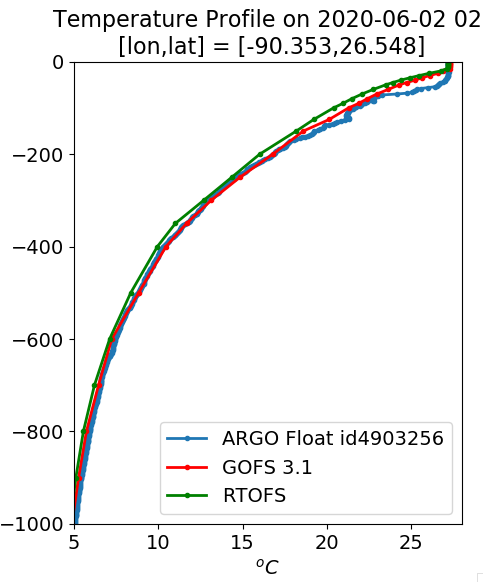 Temperature Profile on 2020-06-02 02
[lon,lat] = [-90.353,26.548]
0
−200
−400
−600
−800
−1000
ARGO Float id4903256
GOFS 3.1
RTOFS
5 10 15 20 25
°C